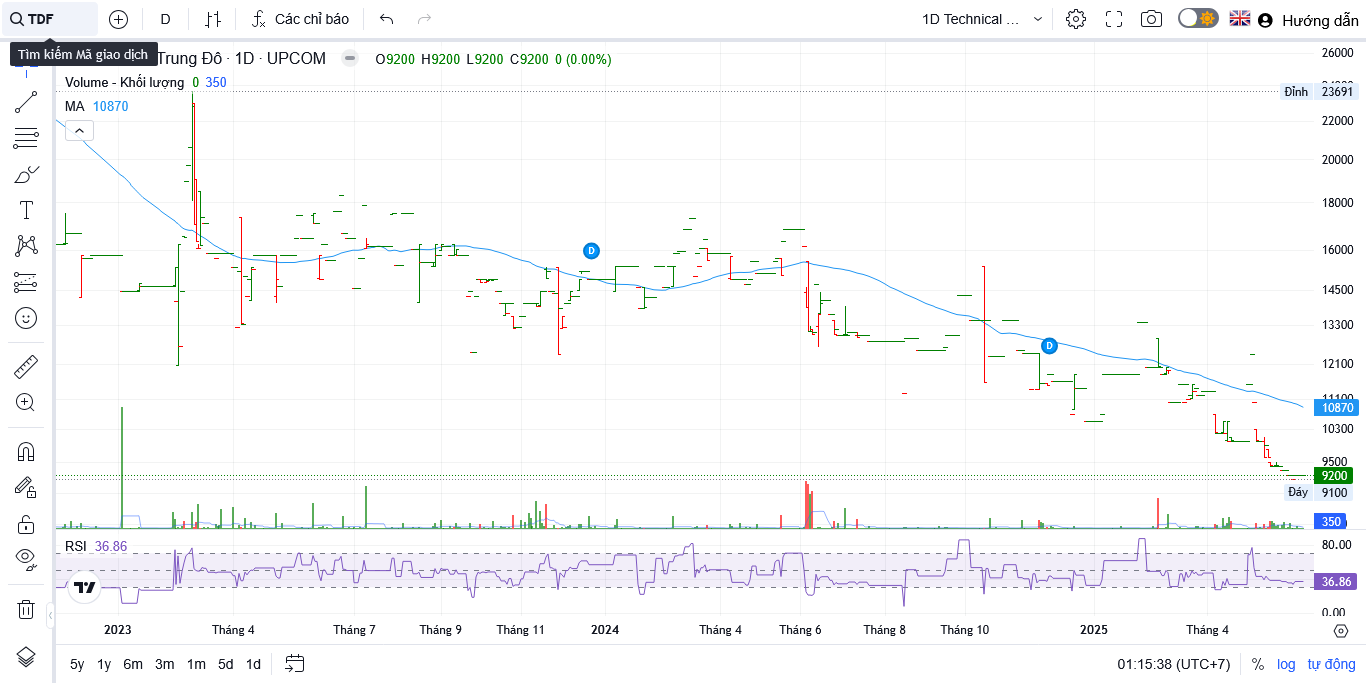 TDF
D
Các chỉ báo
1D Technical ...
Hướng dẫn
Tìm kiếm Mã giao dịch
Trung Đô · 1D · UPCOM
O9200 H9200 L9200 C9200 0 (0.00%)
Volume - Khối lượng 0 350
MA 10870
26000
Đỉnh 23691
22000
20000
18000
16000
14500
13300
12100
11100
10870
10300
9500
9200
Đáy 9100
350
D
D
RSI 36.86
80.00
36.86
0.00
2023 Tháng 4 Tháng 7 Tháng 9 Tháng 11 2024 Tháng 4 Tháng 6 Tháng 8 Tháng 10 2025 Tháng 4
5y 1y 6m 3m 1m 5d 1d
01:15:38 (UTC+7) % log tự động